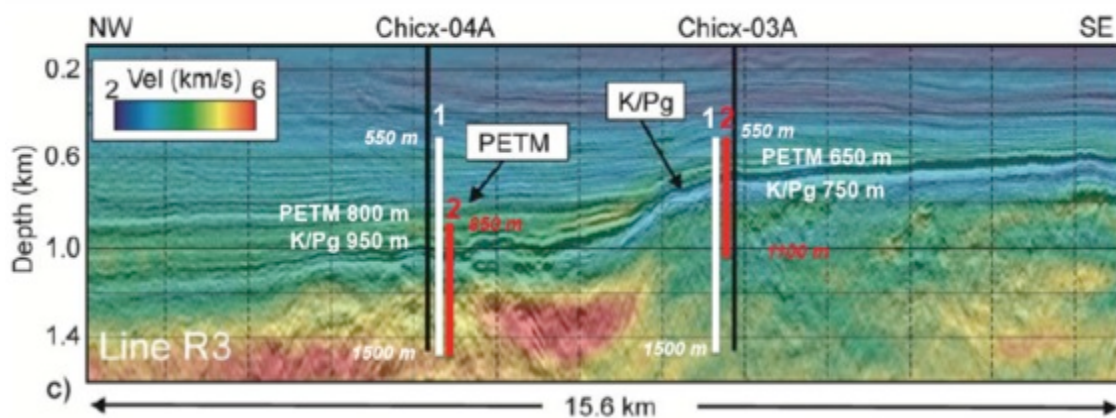 NW Chicx-04A Chicx-03A SE
0.2
Vel (km/s)
2 6
K/Pg
1
1 2
550 m
550 m
PETM
0.6
PETM 650 m
K/Pg 750 m
PETM 800 m
2
850 m
K/Pg 950 m
1.0
1100 m
Depth (km)
1.4
Line R3
1500 m
1500 m
c)
15.6 km